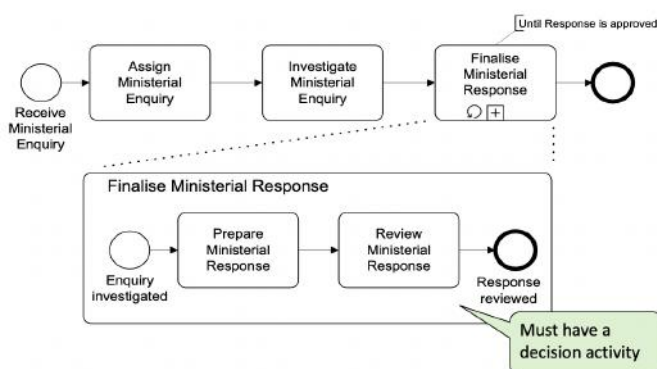 Until Response is approved
Assign
Ministerial
Enquiry
Investigate
Ministerial
Enquiry
Finalise
Ministerial
Response
Receive
Ministerial
Enquiry
Finalise Ministerial Response
Prepare
Ministerial
Response
Review
Ministerial
Response
Enquiry
investigated
Response
reviewed
Must have a
decision activity